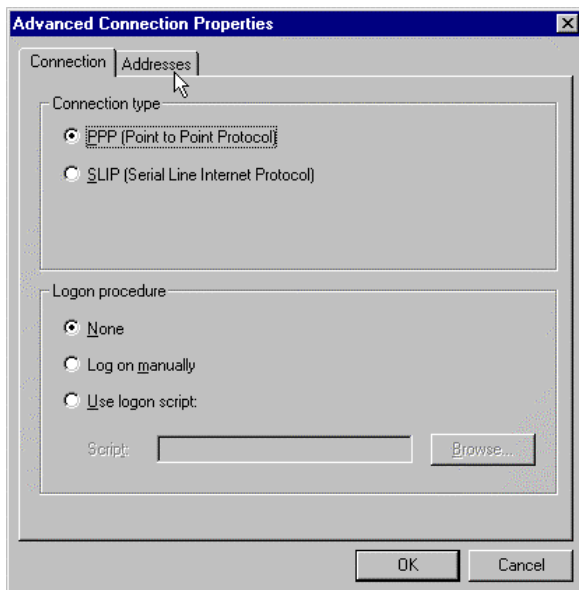 Advanced Connection Properties
Connection Addresses
Connection type
PPP (Point to Point Protocol)
SLIP (Serial Line Internet Protocol)
Logon procedure
None
Log on manually
Use logon script:
Script: Browse...
OK Cancel